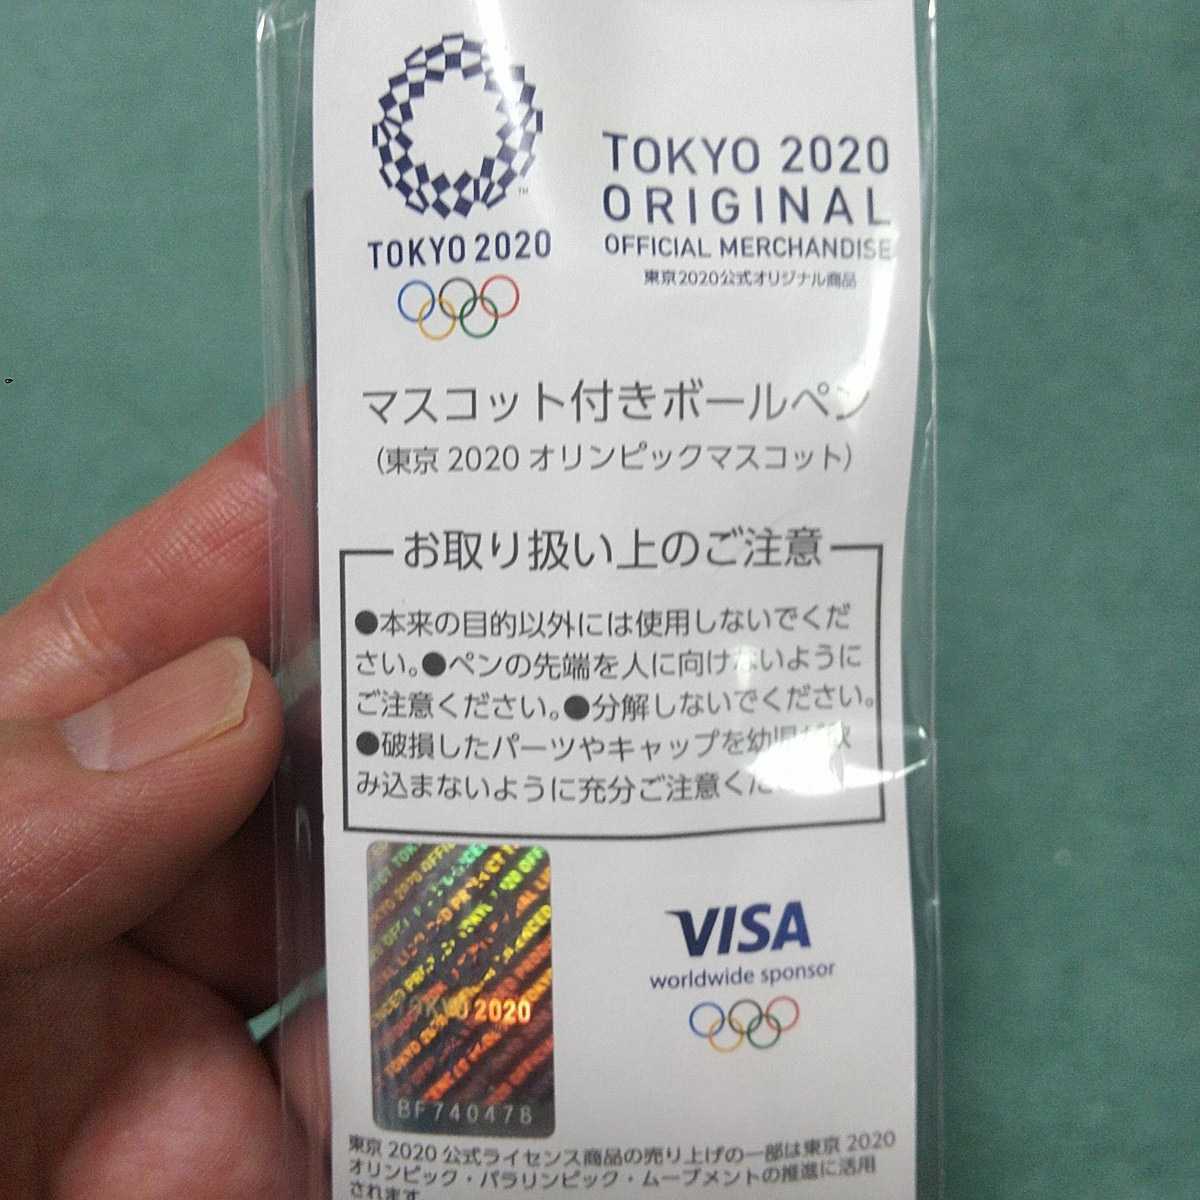 TM
TOKYO 2020
TOKYO 2020
ORIGINAL
OFFICIAL MERCHANDISE
東京2020公式オリジナル商品
マスコット付きボールペン
(東京 2020 オリンピックマスコット)
お取り扱い上のご注意
●本来の目的以外には使用しないでくだ
さい。●ペンの先端を人に向けないように
ご注意ください。●分解しないでください。
●破損したパーツやキャップを幼児が飲
み込まないように充分ご注意くだ
TOKYO 2020
BF740478
VISA
worldwide sponsor
東京 2020 公式ライセンス商品の売り上げの一部は東京 2020
オリンピック・パラリンピック・ムーブメントの推進に活用
されます